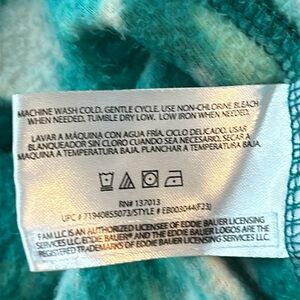 MACHINE WASH COLD. GENTLE CYCLE. USE NON-CHLORINE BLEACH
WHEN NEEDED. TUMBLE DRY LOW. LOW IRON WHEN NEEDED.
LAVAR A MÁQUINA CON AGUA FRÍA. CICLO DELICADO. USAR
BLANQUEADOR SIN CLORO CUANDO SEA NECESARIO. SECAR A
MAQUINA A TEMPERATURA BAJA. PLANCHAR A TEMPERATURA BAJA.
RN# 137013
UFC # 71940855073/STYLE # EB003044(F23)
FAM LLC IS AN AUTHORIZED LICENSEE OF EDDIE BAUER LICENSING
SERVICES LLC. EDDIE BAUER® AND THE EDDIE BAUER LOGOS ARE THE
REGISTERED TRADEMARKS OF EDDIE BAUER LICENSING SERVICES LLC.